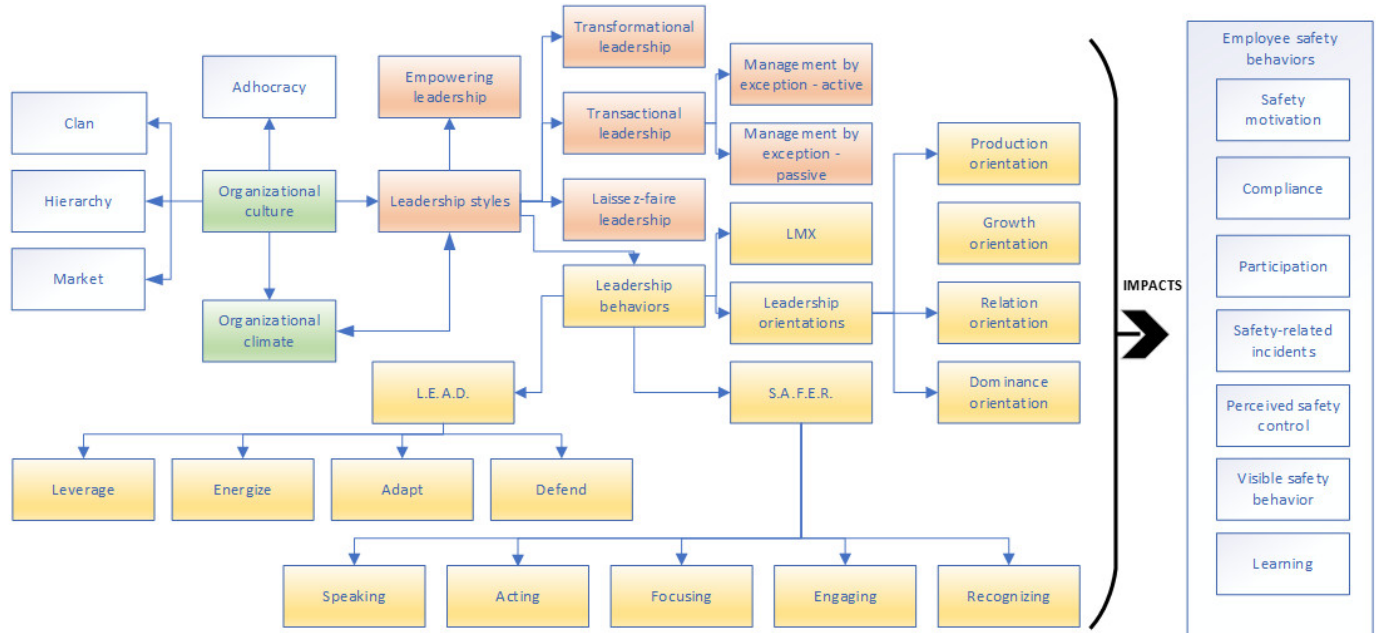 Transformational
leadership
Employee safety
behaviors
Empowering
leadership
Management by
exception - active
Adhocracy
Safety
motivation
Clan
Transactional
leadership
Management by
exception -
passive
Production
orientation
Compliance
Hierarchy
Organizational
culture
Leadership styles
Laissez-faire
leadership
LMX
Growth
orientation
Participation
Market
Leadership
behaviors
Leadership
orientations
Relation
orientation
IMPACTS
Organizational
climate
Safety-related
incidents
L.E.A.D.
S.A.F.E.R.
Dominance
orientation
Perceived safety
control
Leverage
Energize
Adapt
Defend
Visible safety
behavior
Learning
Speaking
Acting
Focusing
Engaging
Recognizing